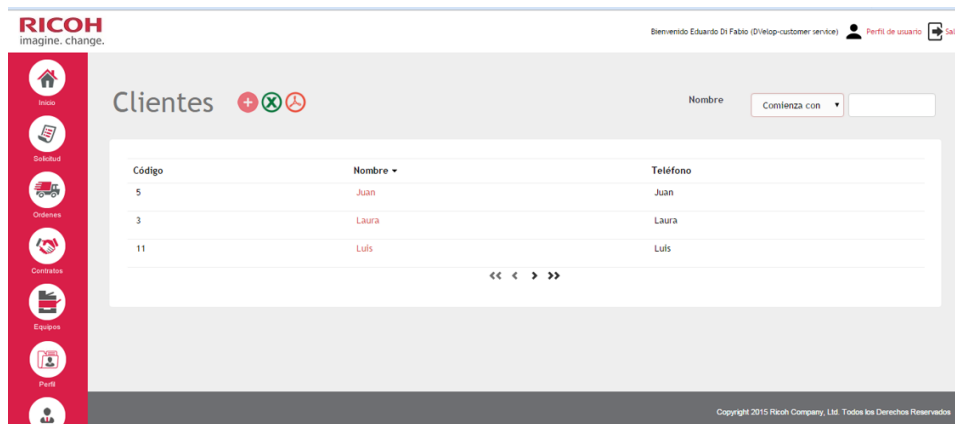 RICOH
imagine. change.
Bienvenido Eduardo Di Fabio (DVelop-customer service) Perfil de usuario Sal
Inicio
Solicitud
Ordenes
Contratos
Equipos
Perfil
Clientes
Nombre Comienza con
Código Nombre Teléfono
5 Juan Juan
3 Laura Laura
11 Luis Luis
Copyright 2015 Ricoh Company, Ltd. Todos los Derechos Reservados